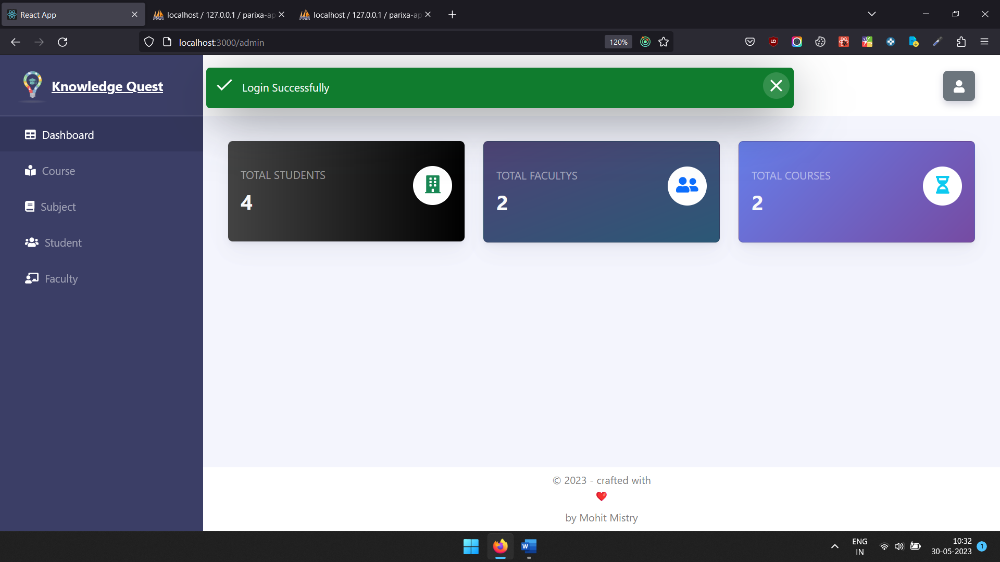 React App
localhost / 127.0.0.1 / parixa-ap
localhost / 127.0.0.1 / parixa-ap
localhost:3000/admin
120%
Knowledge Quest
Login Successfully
Dashboard
Course
Subject
Student
Faculty
TOTAL STUDENTS
4
TOTAL FACULTYS
2
TOTAL COURSES
2
© 2023 - crafted with
by Mohit Mistry
ENG
IN
10:32
30-05-2023
1